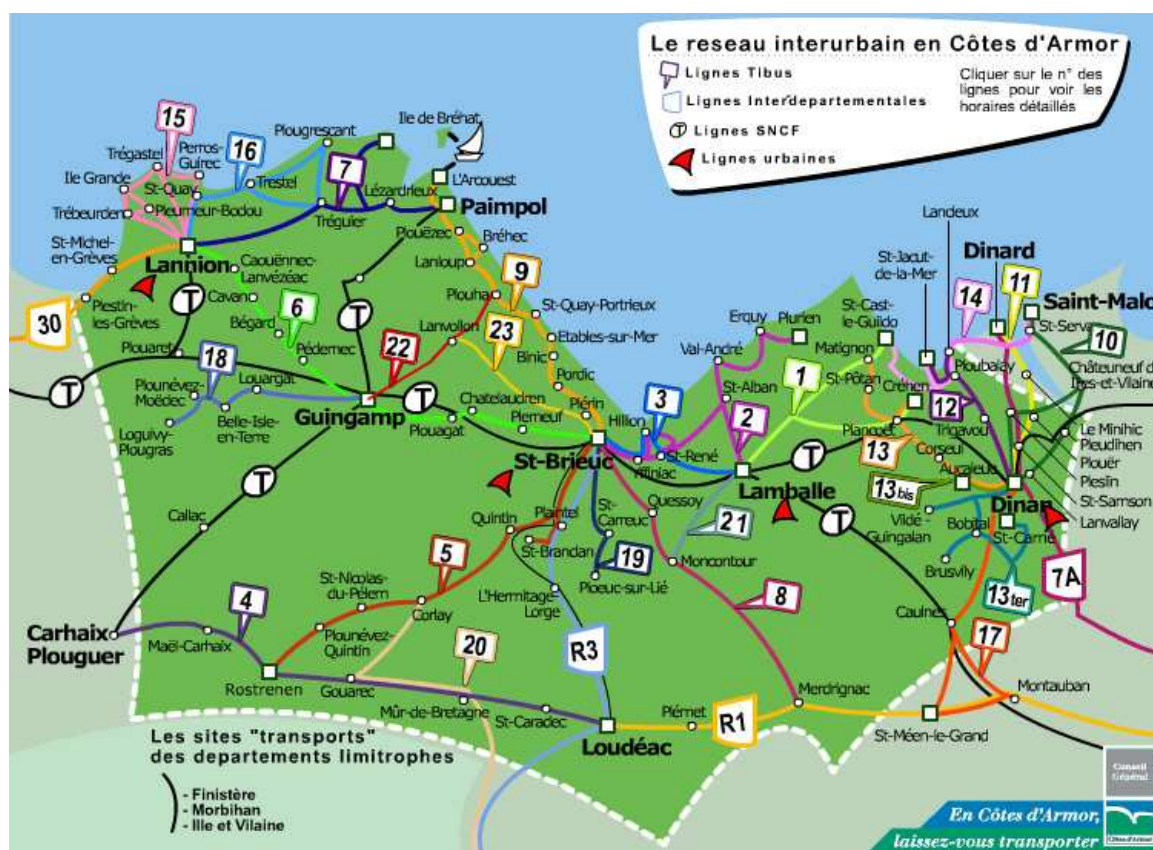 Le reseau interurbain en Côtes d'Armor
Lignes Tibus
Lignes Interdepartementales
Lignes SNCF
Lignes urbaines
Cliquer sur le n° des
lignes pour voir les
horaires détaillés
15
Trégastel
Perros-
Guirec
16
Plougrescant
Ile de Bréhat
Ile Grande
St-Quay
Trestel
7
L'Arcouest
Lézardrieux
Trébeurden
Pleumeur-Bodou
Tréguier
Paimpol
Landeux
St-Michel-
en-Grèves
Lannion
Caouënnec-
Lanvézéac
Plouëzec
Bréhec
Lanloup
9
St-Jacut-
de-la-Mer
Dinard
14
11
Saint-Malo
St-Servan
30
Plestin-
les-Grèves
Cavan
6
Bégard
Plouha
St-Quay-Portrieux
Erquy
Plurien
St-Cast-
le-Guildo
10
Plouaret
T
T
Pédernec
Lanvollon
23
Etables-sur-Mer
Val-André
Matignon
Ploubalay
Châteuneuf d'
Illes-et-Vilaine
22
Binic
1
St-Pôtan
Créhen
18
Plounévez-
Moëdec
Louargat
Pordic
St-Alban
12
T
Guingamp
T
Chatelaudren
Plérin
3
2
Plancoët
Trigavou
Le Minihic
Loguivy-
Plougras
Belle-Isle-
en-Terre
Plouagat
Plerneuf
Hillion
13
Corseul
Pleudihen
St-Brieuc
Yffiniac
St-René
Lamballe
T
Aucaleuc
Plouër
Pleslin
13 bis
Dinan
St-Samson
Lanvallay
T
Callac
Quintin
Plaintel
St-
Carreuc
Quessoy
21
T
Vildé -
Guingalan
Bobital
St-Carné
St-Brandan
19
Moncontour
Brusvily
13 ter
7A
5
Ploeuc-sur-Lié
St-Nicolas-
du-Pélem
L'Hermitage-
Lorge
8
4
Corlay
Caulnes
Carhaix
Plouguer
Maël-Carhaix
Plounévez-
Quintin
20
R3
17
Rostrenen
Gouarec
Merdrignac
Montauban
Mûr-de-Bretagne
St-Caradec
Plémet
R1
Loudéac
St-Méen-le-Grand
Les sites "transports"
des departements limitrophes
- Finistère
- Morbihan
- Ille et Vilaine
Conseil
Général
En Côtes d'Armor,
laissez-vous transporter
Côtes d'Armor